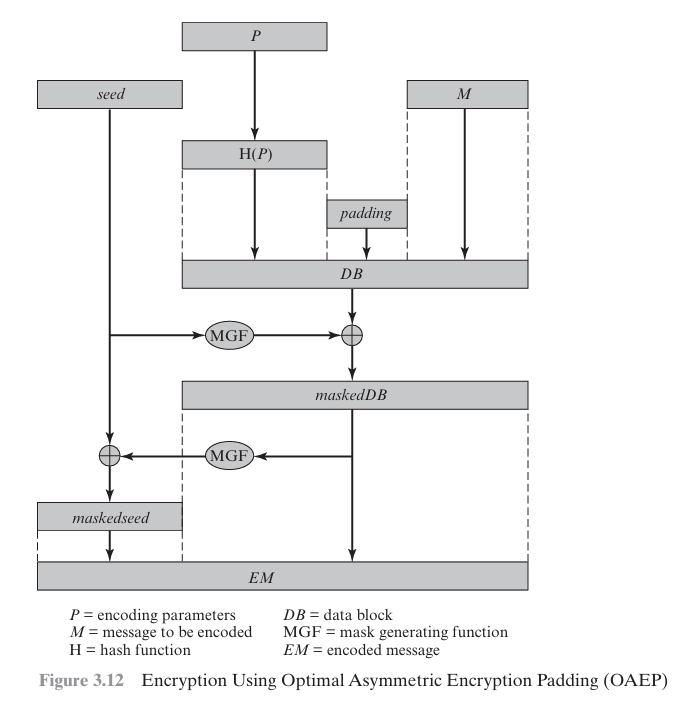 P
seed
M
H(P)
padding
DB
MGF
maskedDB
MGF
maskedseed
EM
P = encoding parameters
M = message to be encoded
H = hash function
DB = data block
MGF = mask generating function
EM = encoded message
Figure 3.12 Encryption Using Optimal Asymmetric Encryption Padding (OAEP)